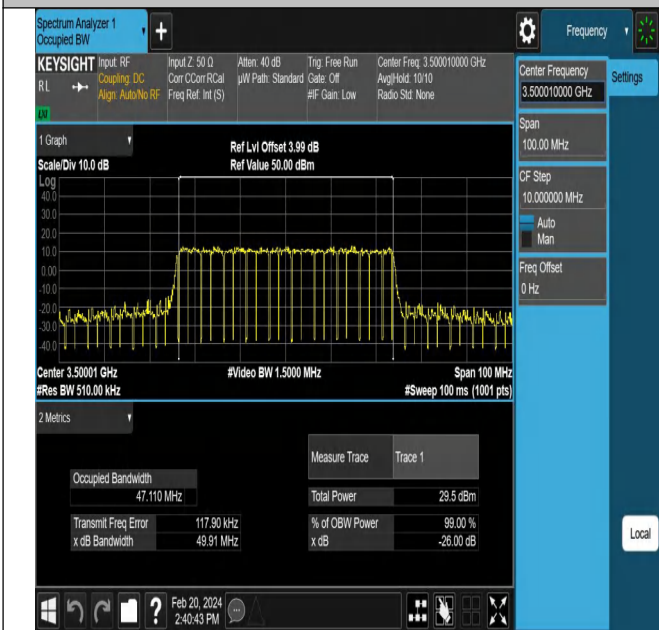 Spectrum Analyzer 1
Occupied BW
+
Frequency
KEYSIGHT
RL
Input: RF
Coupling: DC
Align: Auto/No RF
Input Z: 50 Ω
Corr CCorr RCal
Freq Ref: Int (S)
Atten: 40 dB
µW Path: Standard
Trig: Free Run
Gate: Off
#IF Gain: Low
Center Freq: 3.500010000 GHz
Avg|Hold: 10/10
Radio Std: None
Center Frequency
3.500010000 GHz
Settings
Span
100.00 MHz
CF Step
10.000000 MHz
Auto
Man
Freq Offset
0 Hz
1 Graph
Scale/Div 10.0 dB
Ref Lvl Offset 3.99 dB
Ref Value 50.00 dBm
Log
40.0
30.0
20.0
10.0
0.00
-10.0
-20.0
-30.0
-40.0
Center 3.50001 GHz
#Res BW 510.00 kHz
#Video BW 1.5000 MHz
Span 100 MHz
#Sweep 100 ms (1001 pts)
2 Metrics
Measure Trace Trace 1
Occupied Bandwidth
47.110 MHz
Total Power 29.5 dBm
Transmit Freq Error 117.90 kHz
% of OBW Power 99.00 %
x dB Bandwidth 49.91 MHz
x dB -26.00 dB
Local
?
Feb 20, 2024
2:40:43 PM